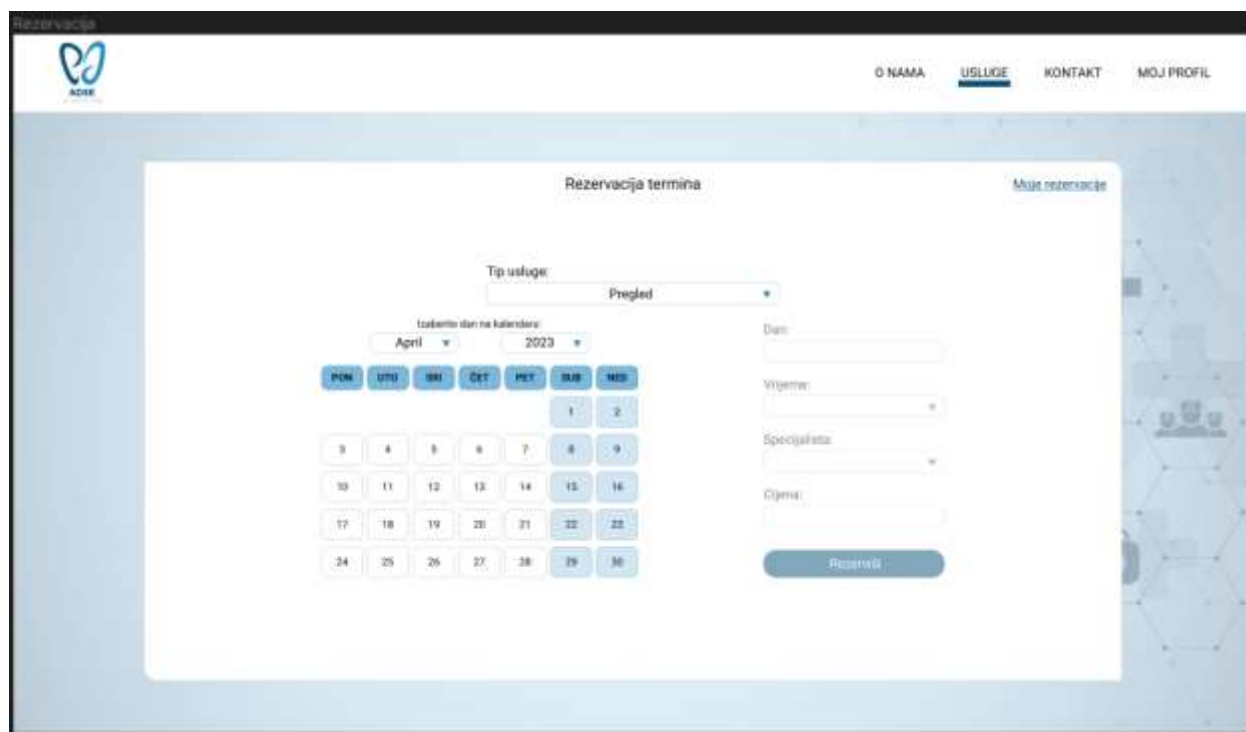 Rezervacija
ADSR
O NAMA USLUGE KONTAKT MOJ PROFIL
Rezervacija termina
Moje rezervacije
Tip usluge:
Pregled
Izaberite dan na kalendaru:
April 2023
PON UTO SRI ČET PET SUB NED
1 2
3 4 5 6 7 8 9
10 11 12 13 14 15 16
17 18 19 20 21 22 23
24 25 26 27 28 29 30
Dan:
Vrijeme:
Specijalista:
Cijena:
Rezerviši